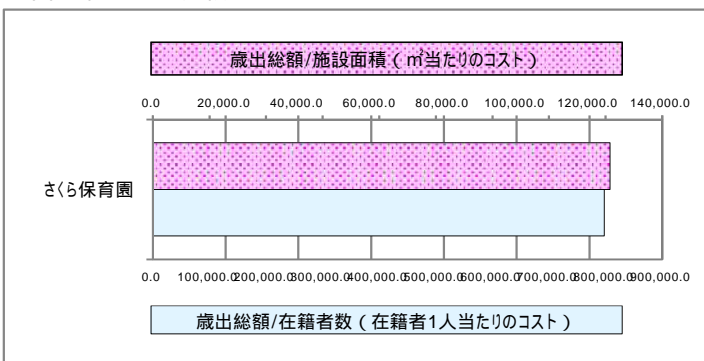 歳出総額/施設面積（㎡当たりのコスト）
0.0 20,000.0 40,000.0 60,000.0 80,000.0 100,000.0 120,000.0 140,000.0
さくら保育園
0.0 100,000.0 200,000.0 300,000.0 400,000.0 500,000.0 600,000.0 700,000.0 800,000.0 900,000.0
歳出総額/在籍者数（在籍者1人当たりのコスト）